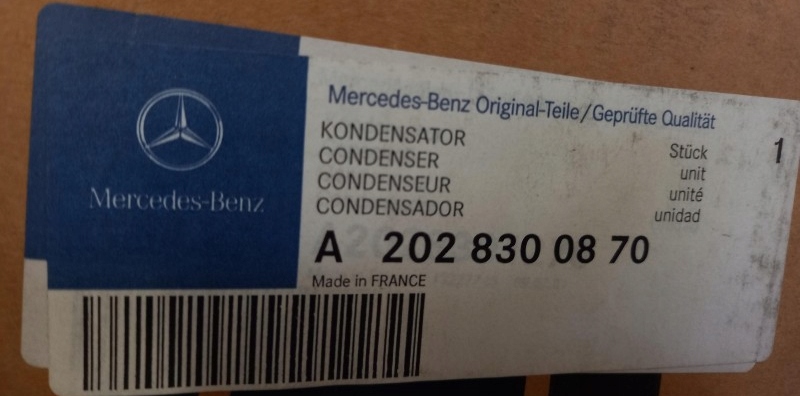 Mercedes-Benz
Mercedes-Benz Original-Teile/Geprüfte Qualität
KONDENSATOR Stück 1
CONDENSER unit
CONDENSEUR unité
CONDENSADOR unidad
A 202 830 08 70
Made in FRANCE